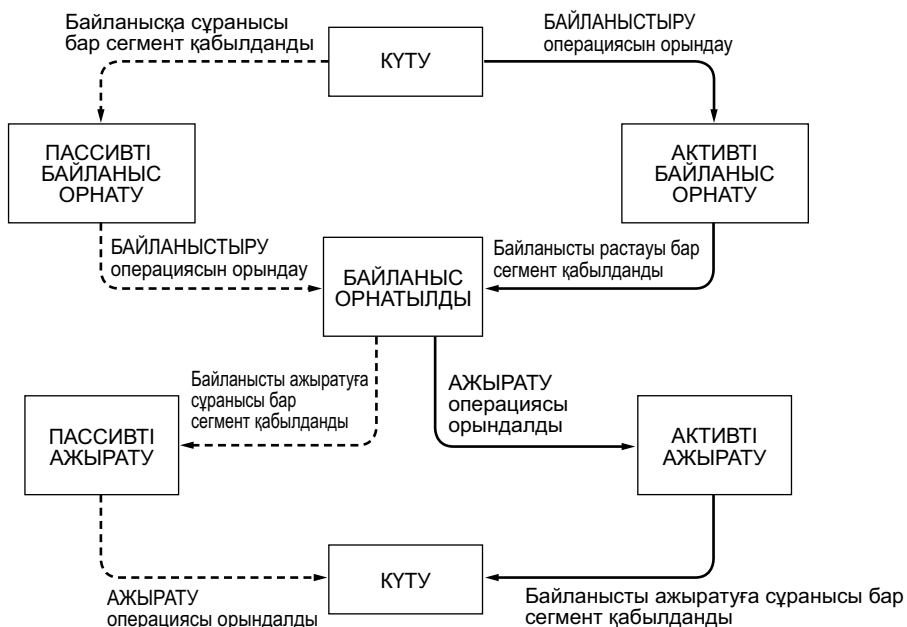 Байланысқа сұранысы
бар сегмент қабылданды
БАЙЛАНЫСТЫРУ
операциясын орындау
КҮТУ
ПАССИВТІ
БАЙЛАНЫС
ОРНАТУ
АКТИВТІ
БАЙЛАНЫС
ОРНАТУ
БАЙЛАНЫСТЫРУ
операциясын орындау
БАЙЛАНЫС
ОРНАТЫЛДЫ
Байланысты растауы бар
сегмент қабылданды
Байланысты ажыратуға
сұранысы бар
сегмент қабылданды
АЖЫРАТУ
операциясы
орындалды
ПАССИВТІ
АЖЫРАТУ
АКТИВТІ
АЖЫРАТУ
КҮТУ
АЖЫРАТУ
операциясы орындалды
Байланысты ажыратуға сұранысы бар
сегмент қабылданды